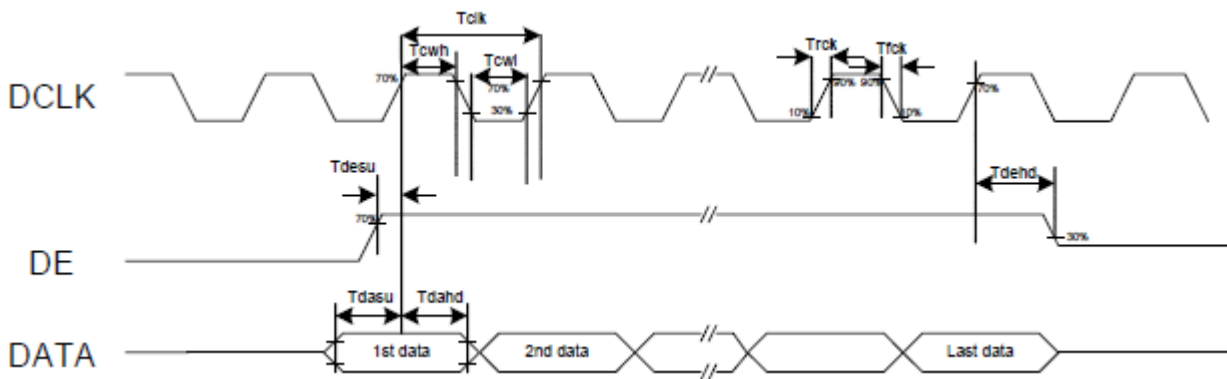 Tclk
Tcwh
Tcwl
Trck
Tfck
DCLK
70%
70%
30%
90%
90%
10%
10%
70%
Tdesu
Tdehd
70%
30%
DE
Tdasu
Tdahd
DATA
1st data
2nd data
Last data